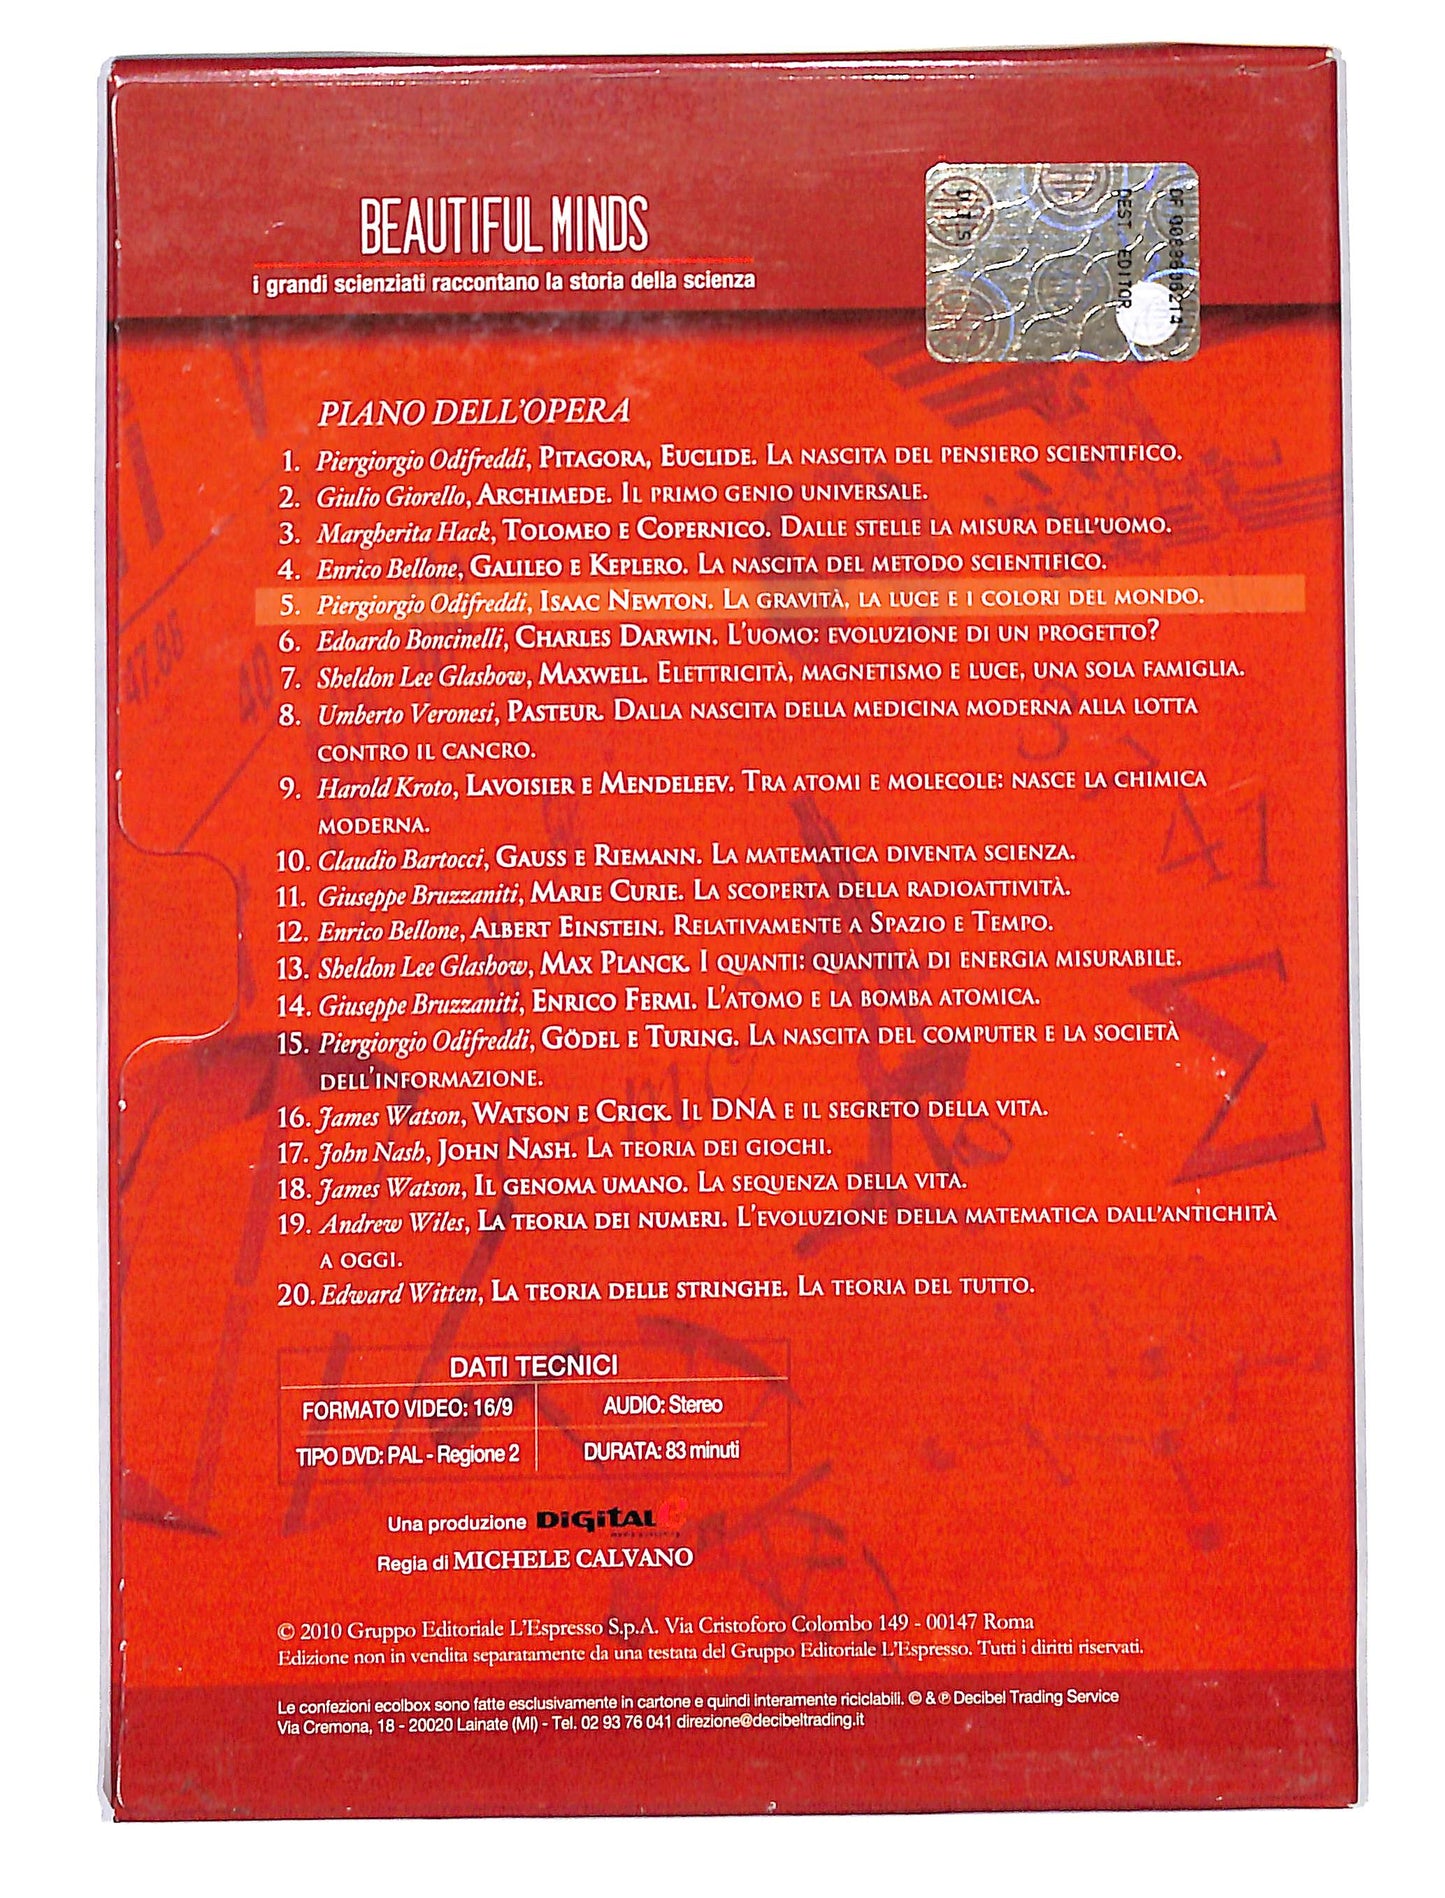 BEAUTIFUL MINDS
i grandi scienziati raccontano la storia della scienza
DEST. EDITOR
PIANO DELL'OPERA
1. Piergiorgio Odifreddi, PITAGORA, EUCLIDE. LA NASCITA DEL PENSIERO SCIENTIFICO.
2. Giulio Giorello, ARCHIMEDE. IL PRIMO GENIO UNIVERSALE.
3. Margherita Hack, TOLOMEO E COPERNICO. DALLE STELLE LA MISURA DELL'UOMO.
4. Enrico Bellone, GALILEO E KEPLERO. LA NASCITA DEL METODO SCIENTIFICO.
5. Piergiorgio Odifreddi, ISAAC NEWTON. LA GRAVITÀ, LA LUCE E I COLORI DEL MONDO.
6. Edoardo Boncinelli, CHARLES DARWIN. L'UOMO: EVOLUZIONE DI UN PROGETTO?
7. Sheldon Lee Glashow, MAXWELL. ELETTRICITÀ, MAGNETISMO E LUCE, UNA SOLA FAMIGLIA.
8. Umberto Veronesi, PASTEUR. DALLA NASCITA DELLA MEDICINA MODERNA ALLA LOTTA
CONTRO IL CANCRO.
9. Harold Kroto, LAVOISIER E MENDELEEV. TRA ATOMI E MOLECOLE: NASCE LA CHIMICA
MODERNA.
10. Claudio Bartocci, GAUSS E RIEMANN. LA MATEMATICA DIVENTA SCIENZA.
11. Giuseppe Bruzzaniti, MARIE CURIE. LA SCOPERTA DELLA RADIOATTIVITÀ.
12. Enrico Bellone, ALBERT EINSTEIN. RELATIVAMENTE A SPAZIO E TEMPO.
13. Sheldon Lee Glashow, MAX PLANCK. I QUANTI: QUANTITÀ DI ENERGIA MISURABILE.
14. Giuseppe Bruzzaniti, ENRICO FERMI. L'ATOMO E LA BOMBA ATOMICA.
15. Piergiorgio Odifreddi, GÖDEL E TURING. LA NASCITA DEL COMPUTER E LA SOCIETÀ
DELL'INFORMAZIONE.
16. James Watson, WATSON E CRICK. IL DNA E IL SEGRETO DELLA VITA.
17. John Nash, JOHN NASH. LA TEORIA DEI GIOCHI.
18. James Watson, IL GENOMA UMANO. LA SEQUENZA DELLA VITA.
19. Andrew Wiles, LA TEORIA DEI NUMERI. L'EVOLUZIONE DELLA MATEMATICA DALL'ANTICHITÀ
A OGGI.
20. Edward Witten, LA TEORIA DELLE STRINGHE. LA TEORIA DEL TUTTO.
DATI TECNICI
FORMATO VIDEO: 16/9
AUDIO: Stereo
TIPO DVD: PAL - Regione 2
DURATA: 83 minuti
Una produzione DIGITAL E
Regia di MICHELE CALVANO
© 2010 Gruppo Editoriale L'Espresso S.p.A. Via Cristoforo Colombo 149 - 00147 Roma
Edizione non in vendita separatamente da una testata del Gruppo Editoriale L'Espresso. Tutti i diritti riservati.
Le confezioni ecolbox sono fatte esclusivamente in cartone e quindi interamente riciclabili. © & ℗ Decibel Trading Service
Via Cremona, 18 - 20020 Lainate (MI) - Tel. 02 93 76 041 direzione@decibeltrading.it